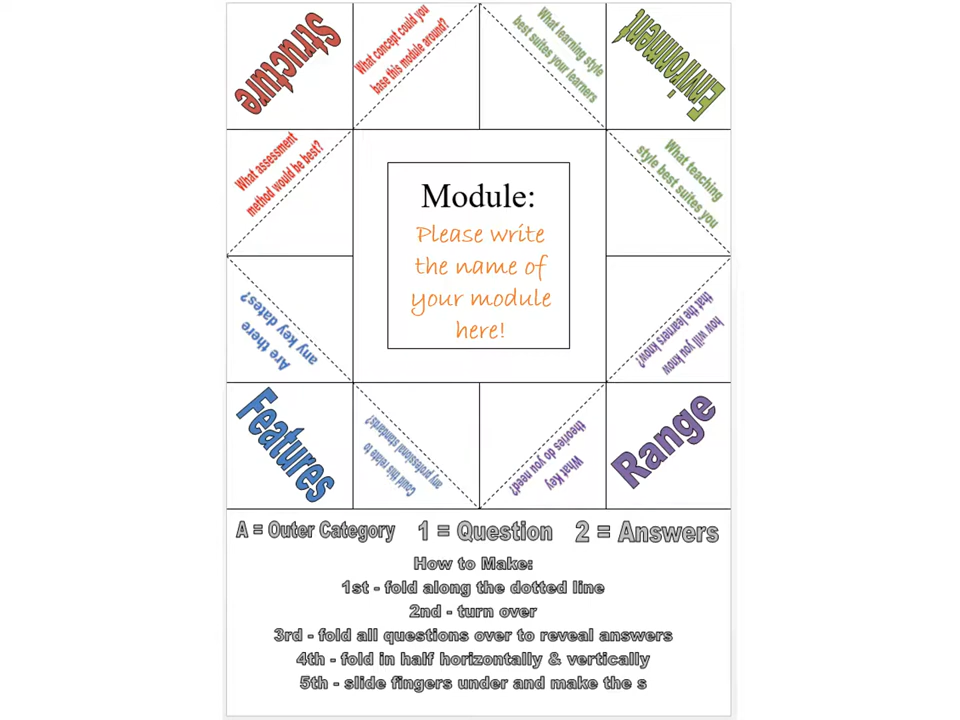 Structure
What concept could you
base this module around?
What learning style
best suites your learners
Environment
What assessment
method would be best?
What teaching
style best suites you
Module:
Please write
the name of
your module
here!
Are there
any key dates?
how will you know
that the learners know?
Features
Could this relate to
any professional standards?
What Key
theories do you need?
Range
A = Outer Category
1 = Question
2 = Answers
How to Make:
1st - fold along the dotted line
2nd - turn over
3rd - fold all questions over to reveal answers
4th - fold in half horizontally & vertically
5th - slide fingers under and make the s